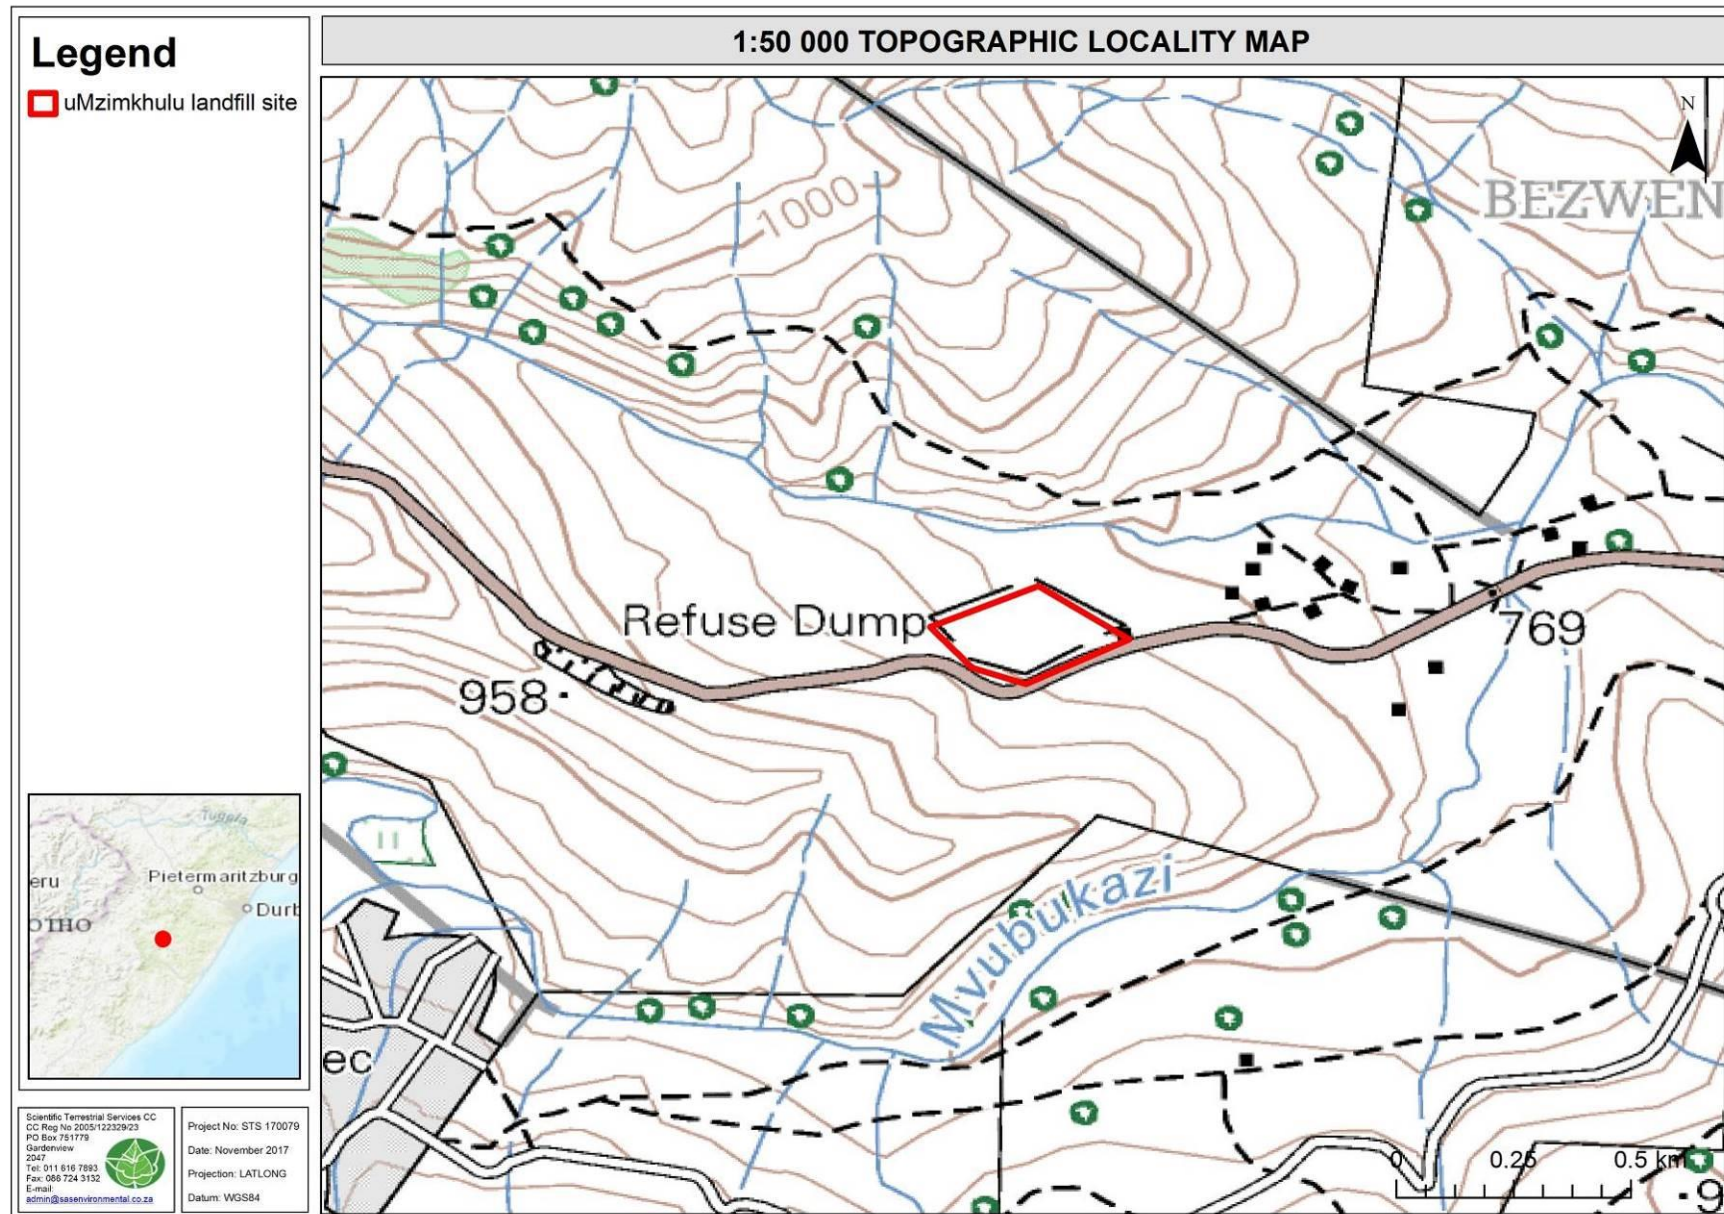 Legend
uMzimkhulu landfill site
1:50 000 TOPOGRAPHIC LOCALITY MAP
N
1000
BEZWEN
Refuse Dump
769
958
Mvubukazi
ec
0 0.25 0.5 km
9
Tugela
eru
Pietermaritzburg
Durb
OTHO
Scientific Terrestrial Services CC
CC Reg No 2005/122329/23
PO Box 751779
Gardenview
2047
Tel: 011 616 7893
Fax: 086 724 3132
E-mail:
admin@sasenvironmental.co.za
Project No: STS 170079
Date: November 2017
Projection: LATLONG
Datum: WGS84